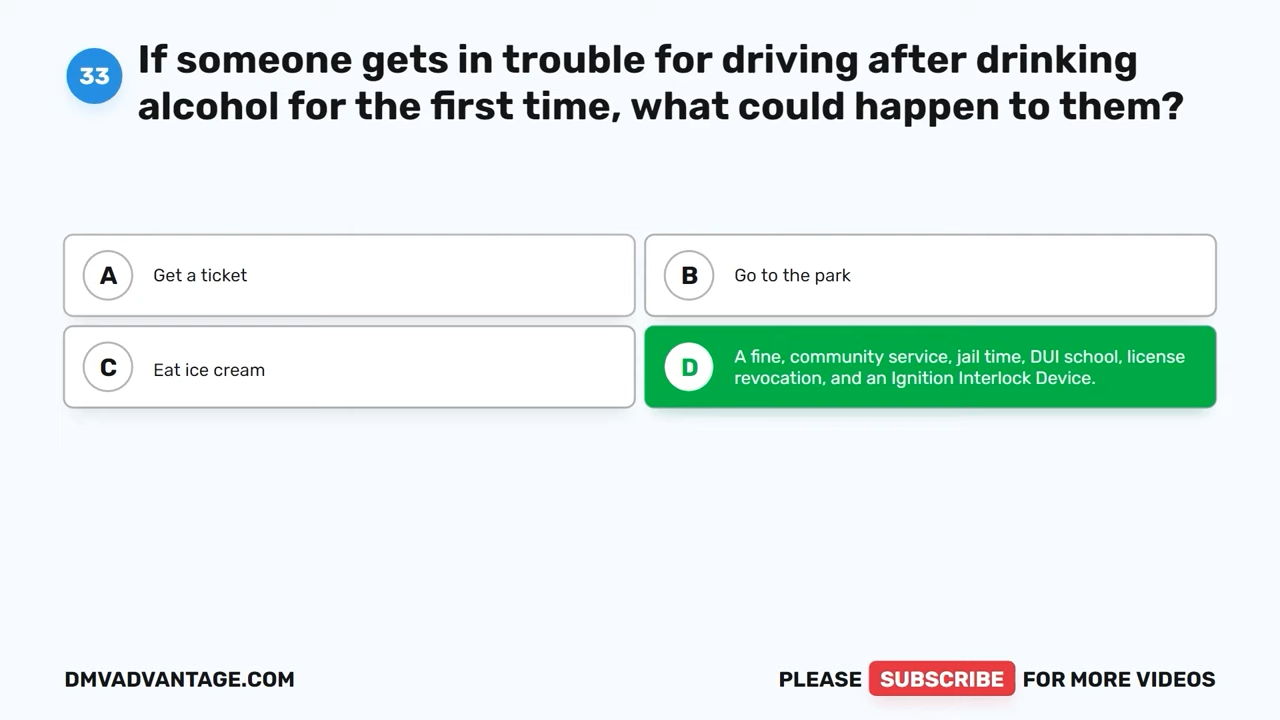 33
If someone gets in trouble for driving after drinking
alcohol for the first time, what could happen to them?
A
Get a ticket
B
Go to the park
C
Eat ice cream
D
A fine, community service, jail time, DUI school, license
revocation, and an Ignition Interlock Device.
DMVADVANTAGE.COM
PLEASE SUBSCRIBE FOR MORE VIDEOS